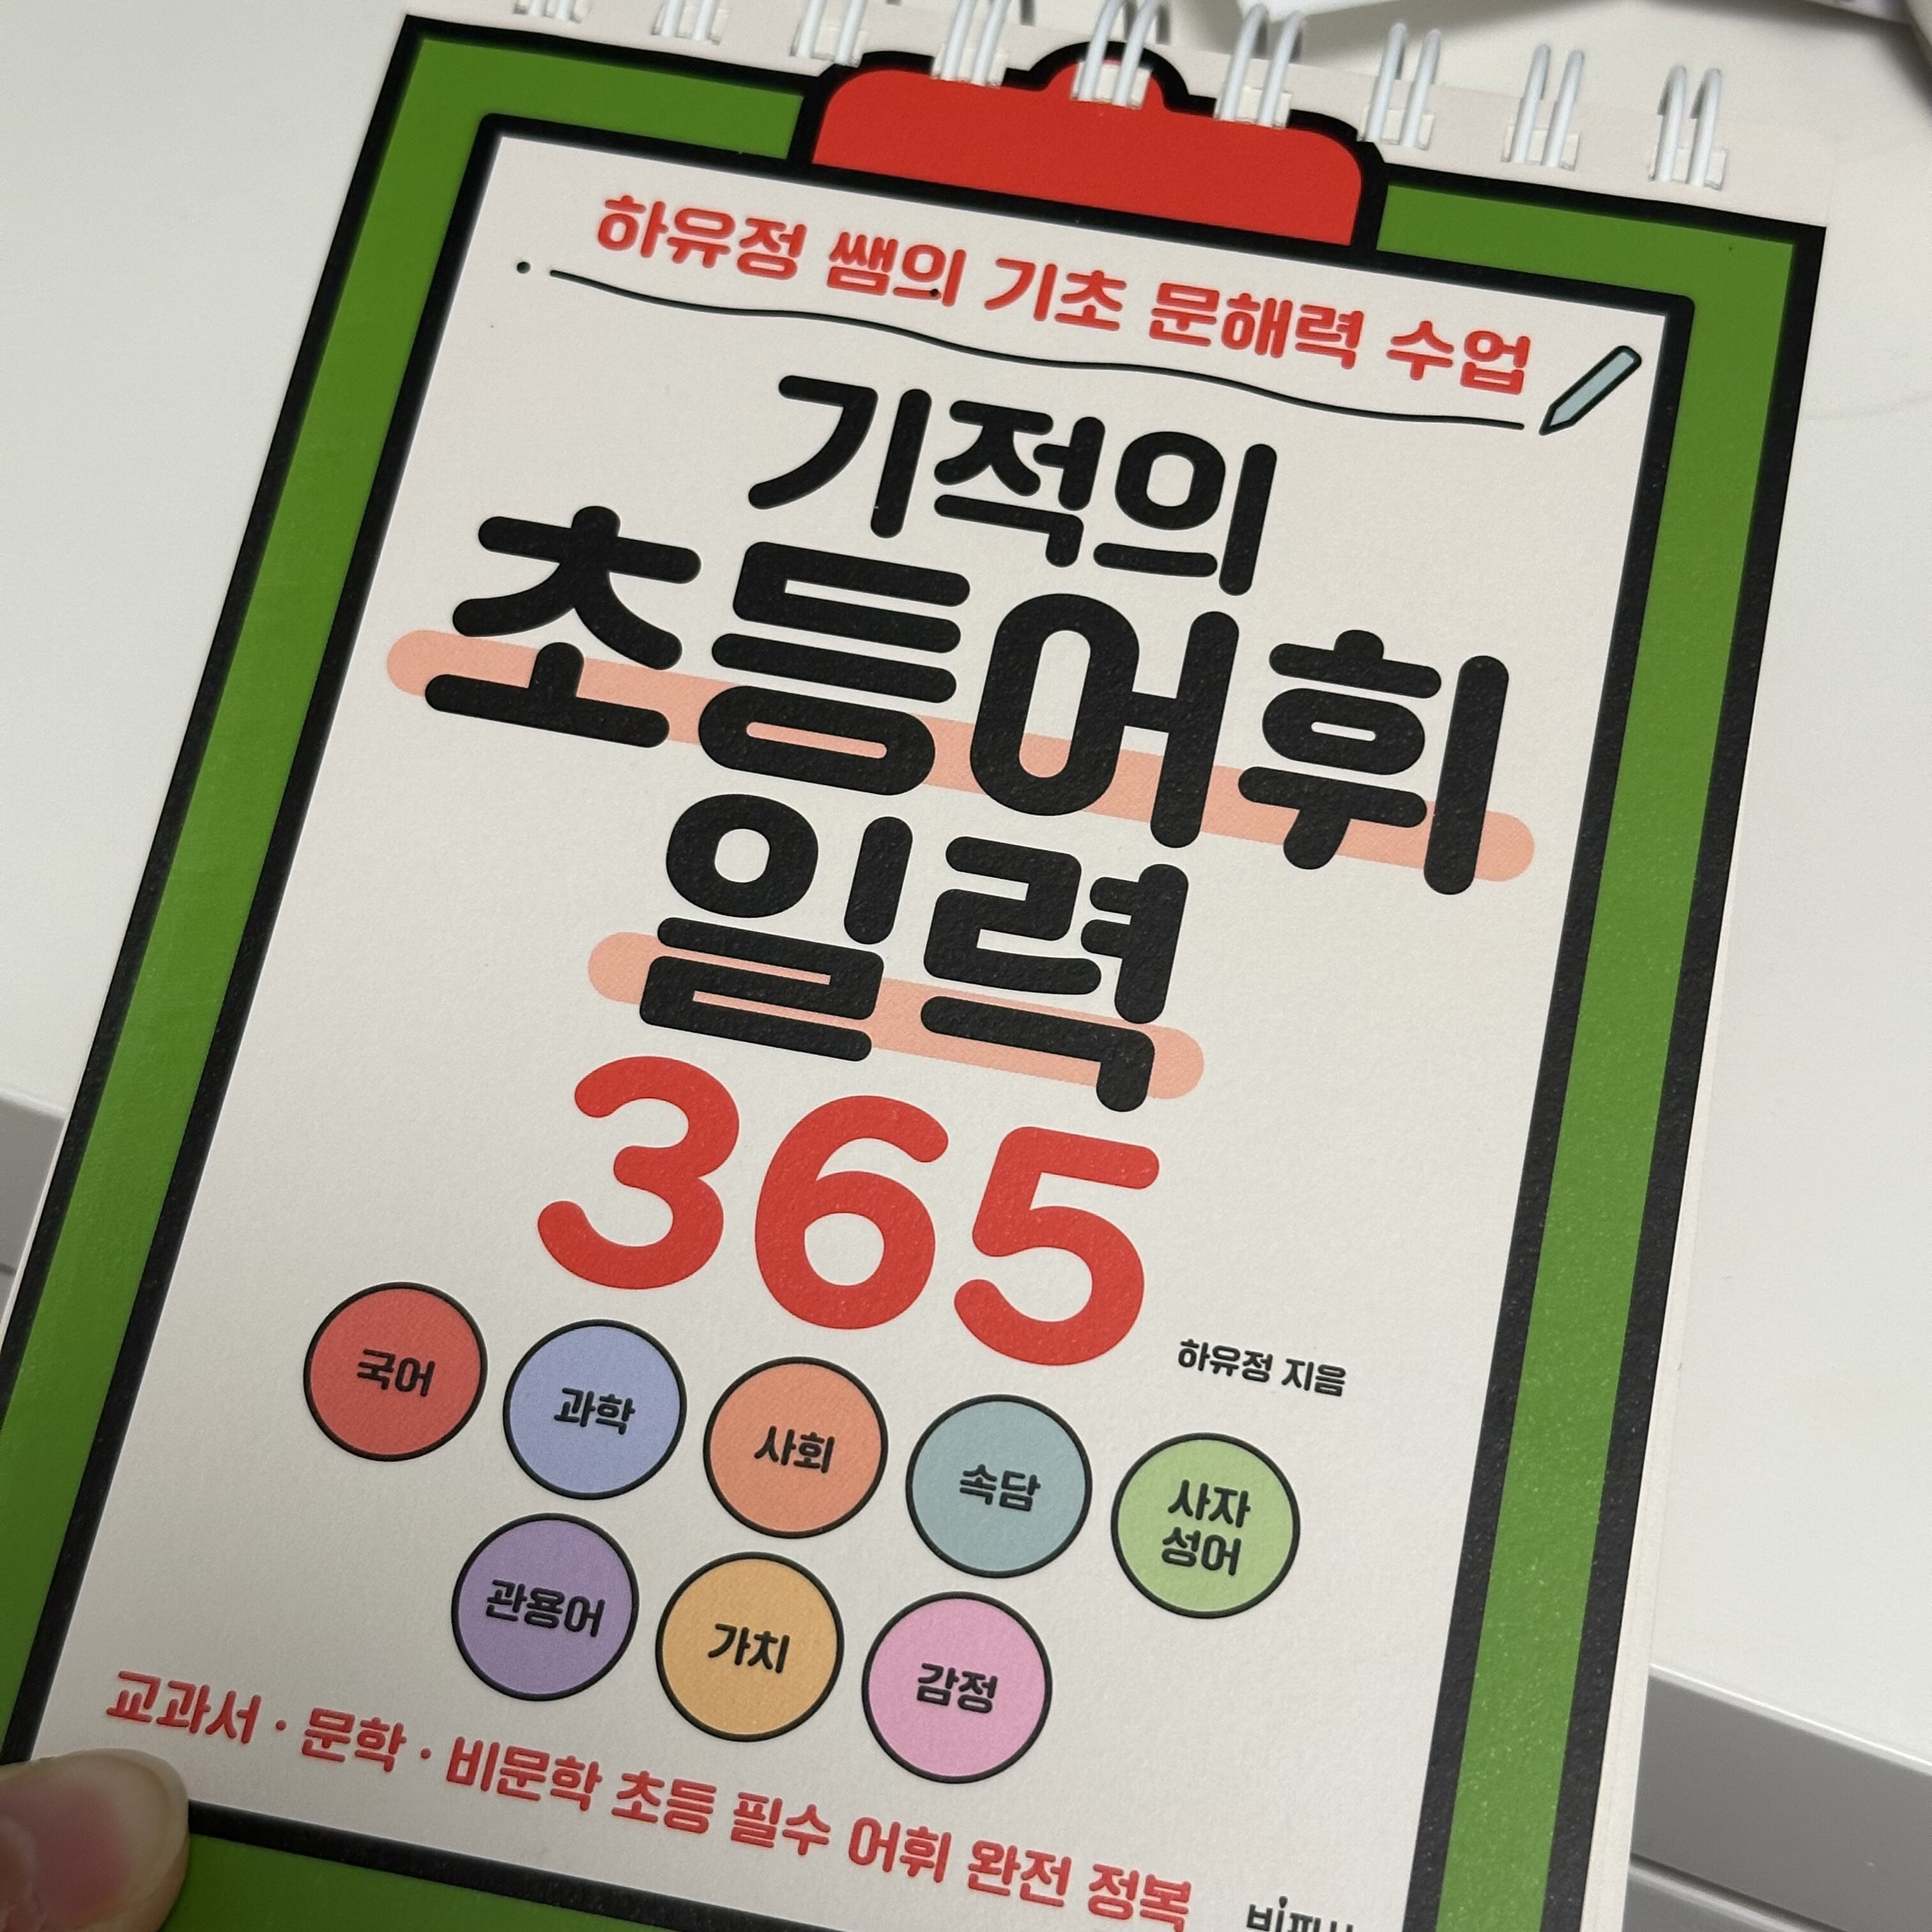 하유정 쌤의 기초 문해력 수업
기적의
초등어휘
일력
365
하유정 지음
국어
과학
사회
속담
사자
성어
관용어
가치
감정
교과서 · 문학 · 비문학 초등 필수 어휘 완전 정복